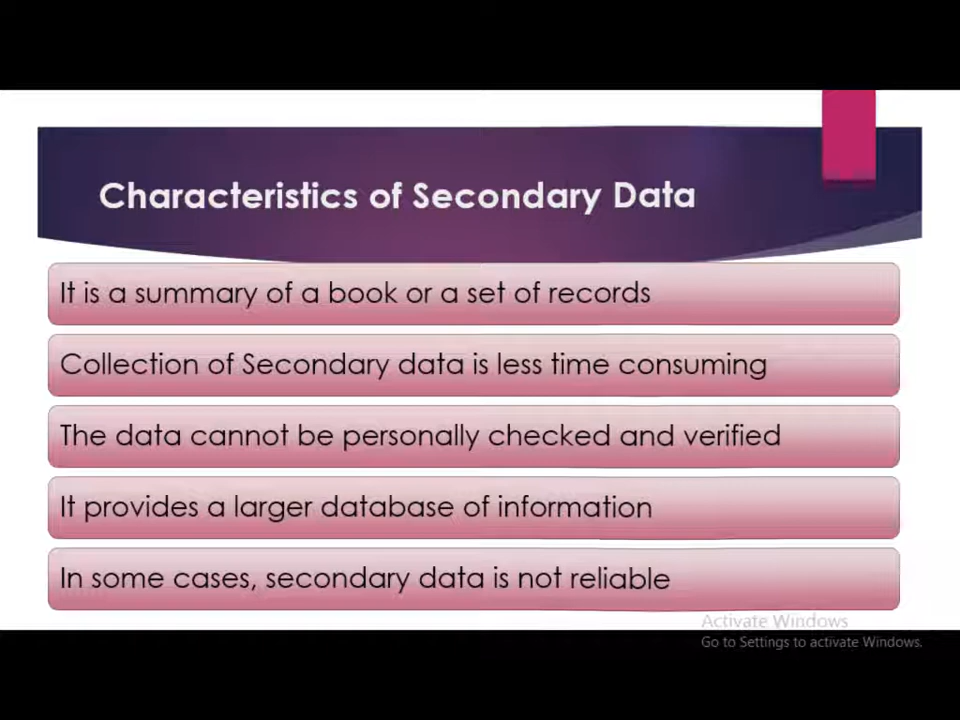 Characteristics of Secondary Data
It is a summary of a book or a set of records
Collection of Secondary data is less time consuming
The data cannot be personally checked and verified
It provides a larger database of information
In some cases, secondary data is not reliable
Activate Windows
Go to Settings to activate Windows.